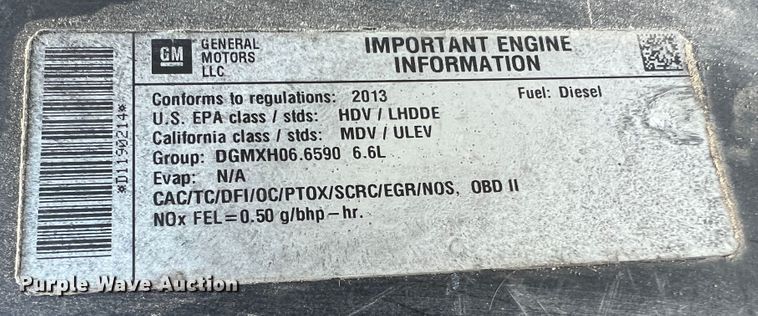 GM
GENERAL MOTORS LLC
IMPORTANT ENGINE INFORMATION
Conforms to regulations: 2013 Fuel: Diesel
U.S. EPA class / stds: HDV / LHDDE
California class / stds: MDV / ULEV
Group: DGMXH06.6590 6.6L
Evap: N/A
CAC/TC/DFI/OC/PTOX/SCRC/EGR/NOS, OBD II
NOx FEL=0.50 g/bhp-hr.
*D1190214*
Purple Wave Auction